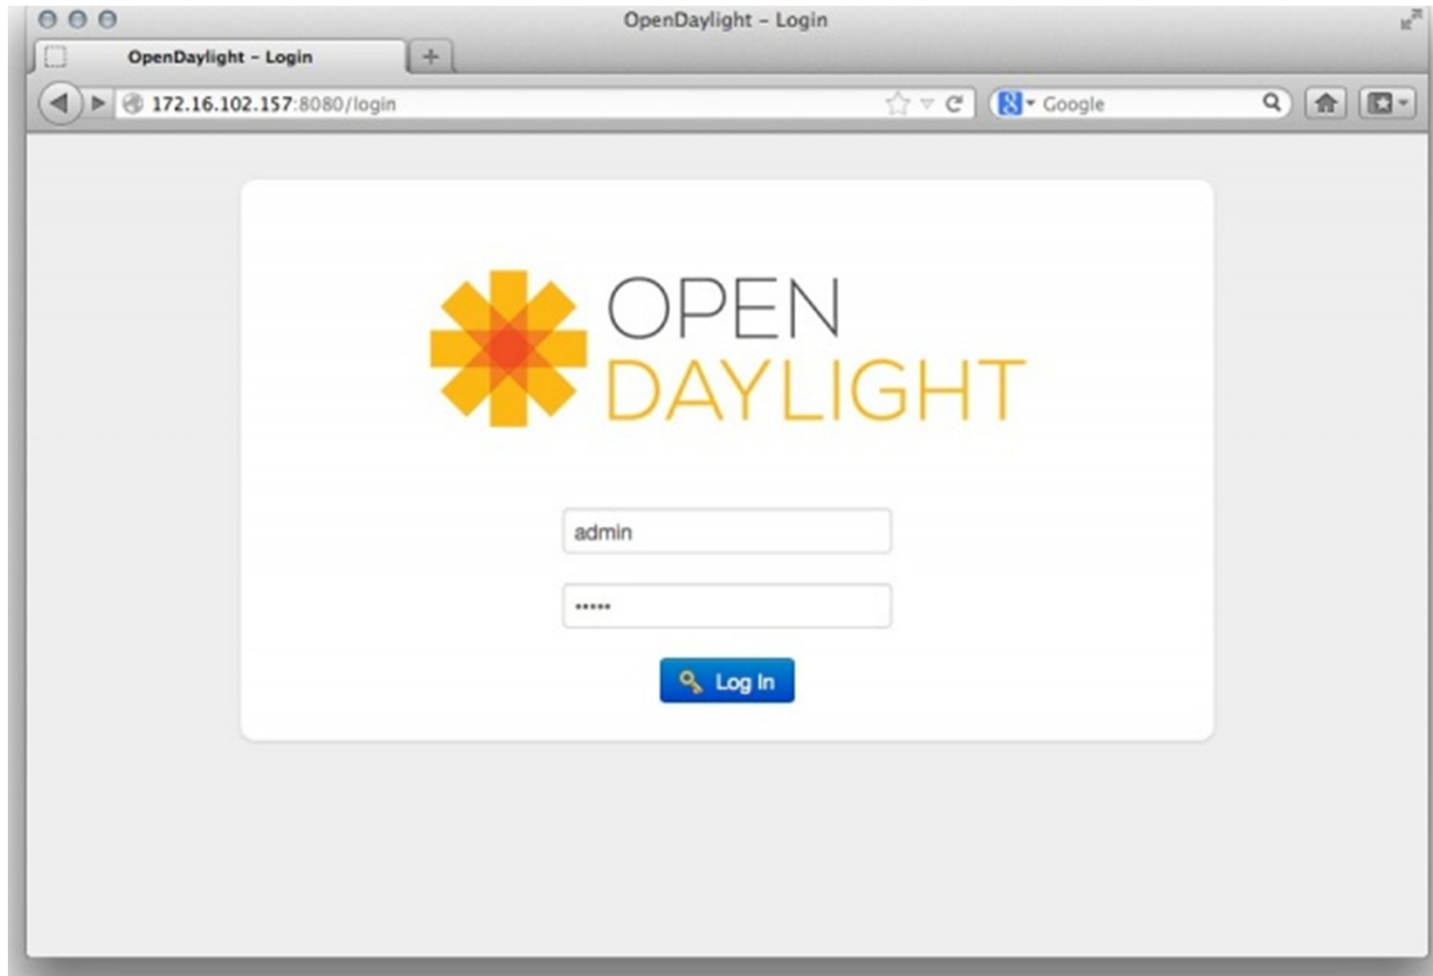 OpenDaylight – Login
OpenDaylight – Login
172.16.102.157:8080/login
Google
OPEN
DAYLIGHT
admin
•••••
Log In